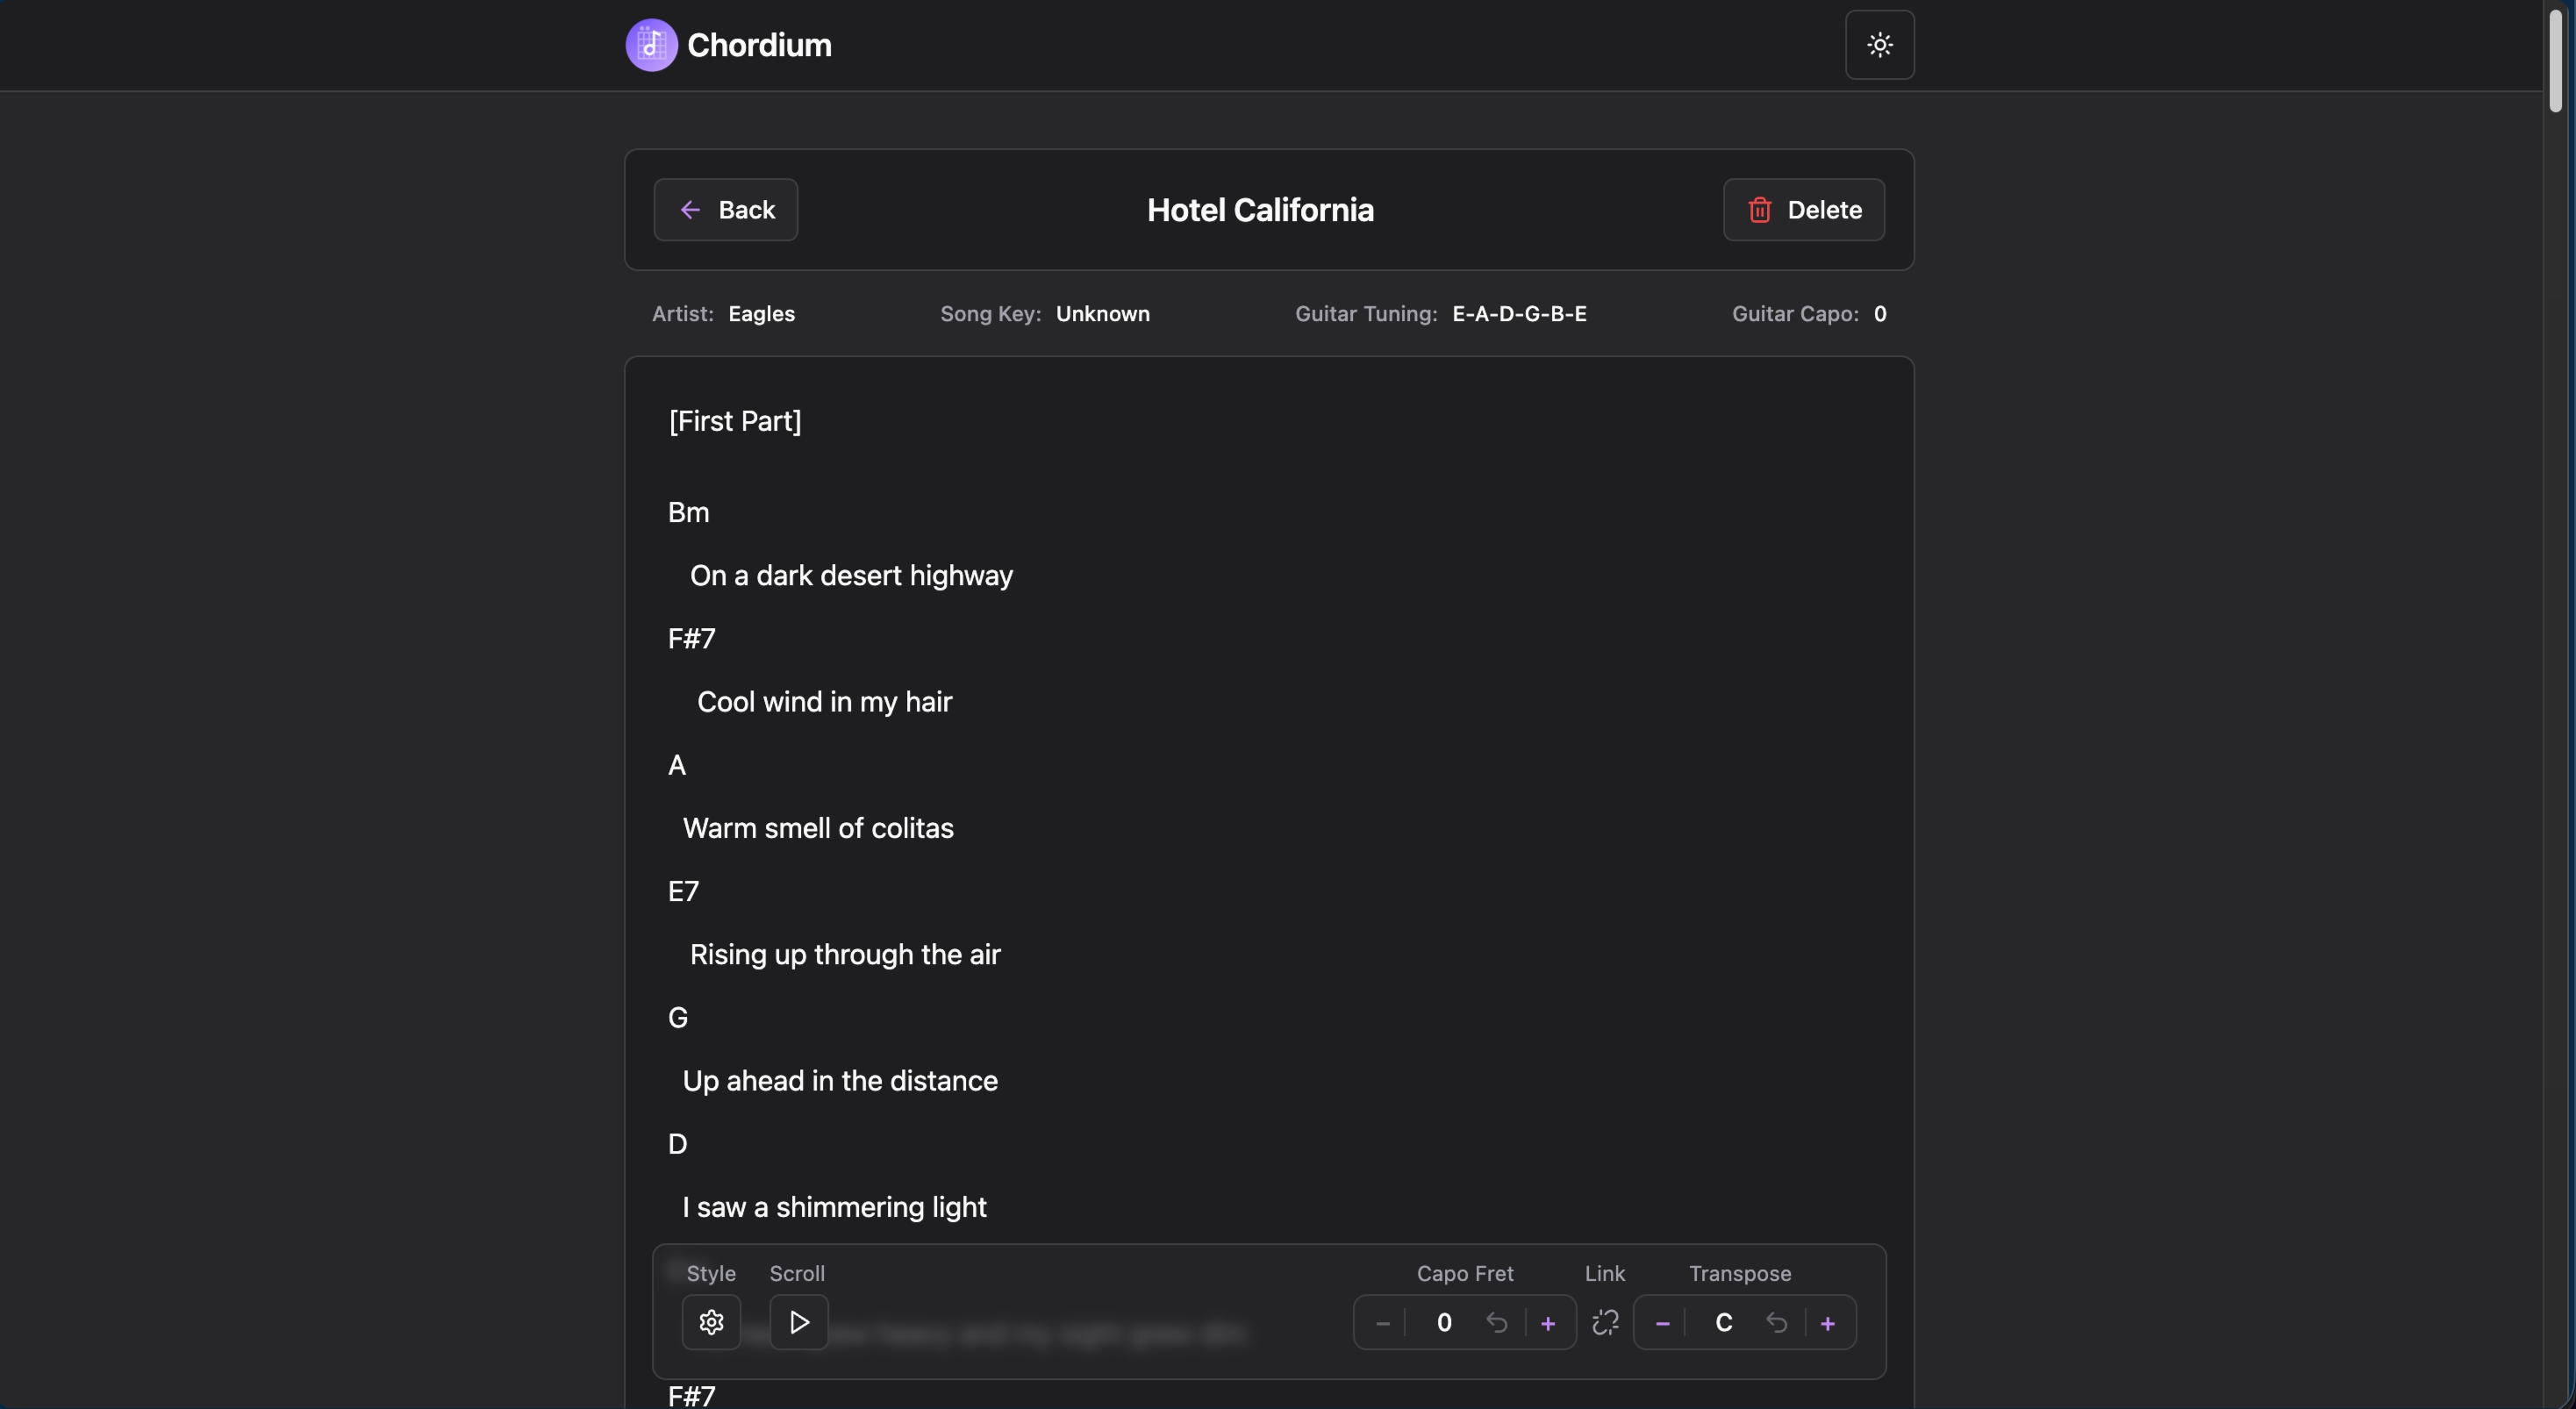 Chordium
Back
Hotel California
Delete
Artist: Eagles
Song Key: Unknown
Guitar Tuning: E-A-D-G-B-E
Guitar Capo: 0
[First Part]
Bm
On a dark desert highway
F#7
Cool wind in my hair
A
Warm smell of colitas
E7
Rising up through the air
G
Up ahead in the distance
D
I saw a shimmering light
Style
Scroll
Capo Fret
Link
Transpose
− 0 +
− C +
F#7